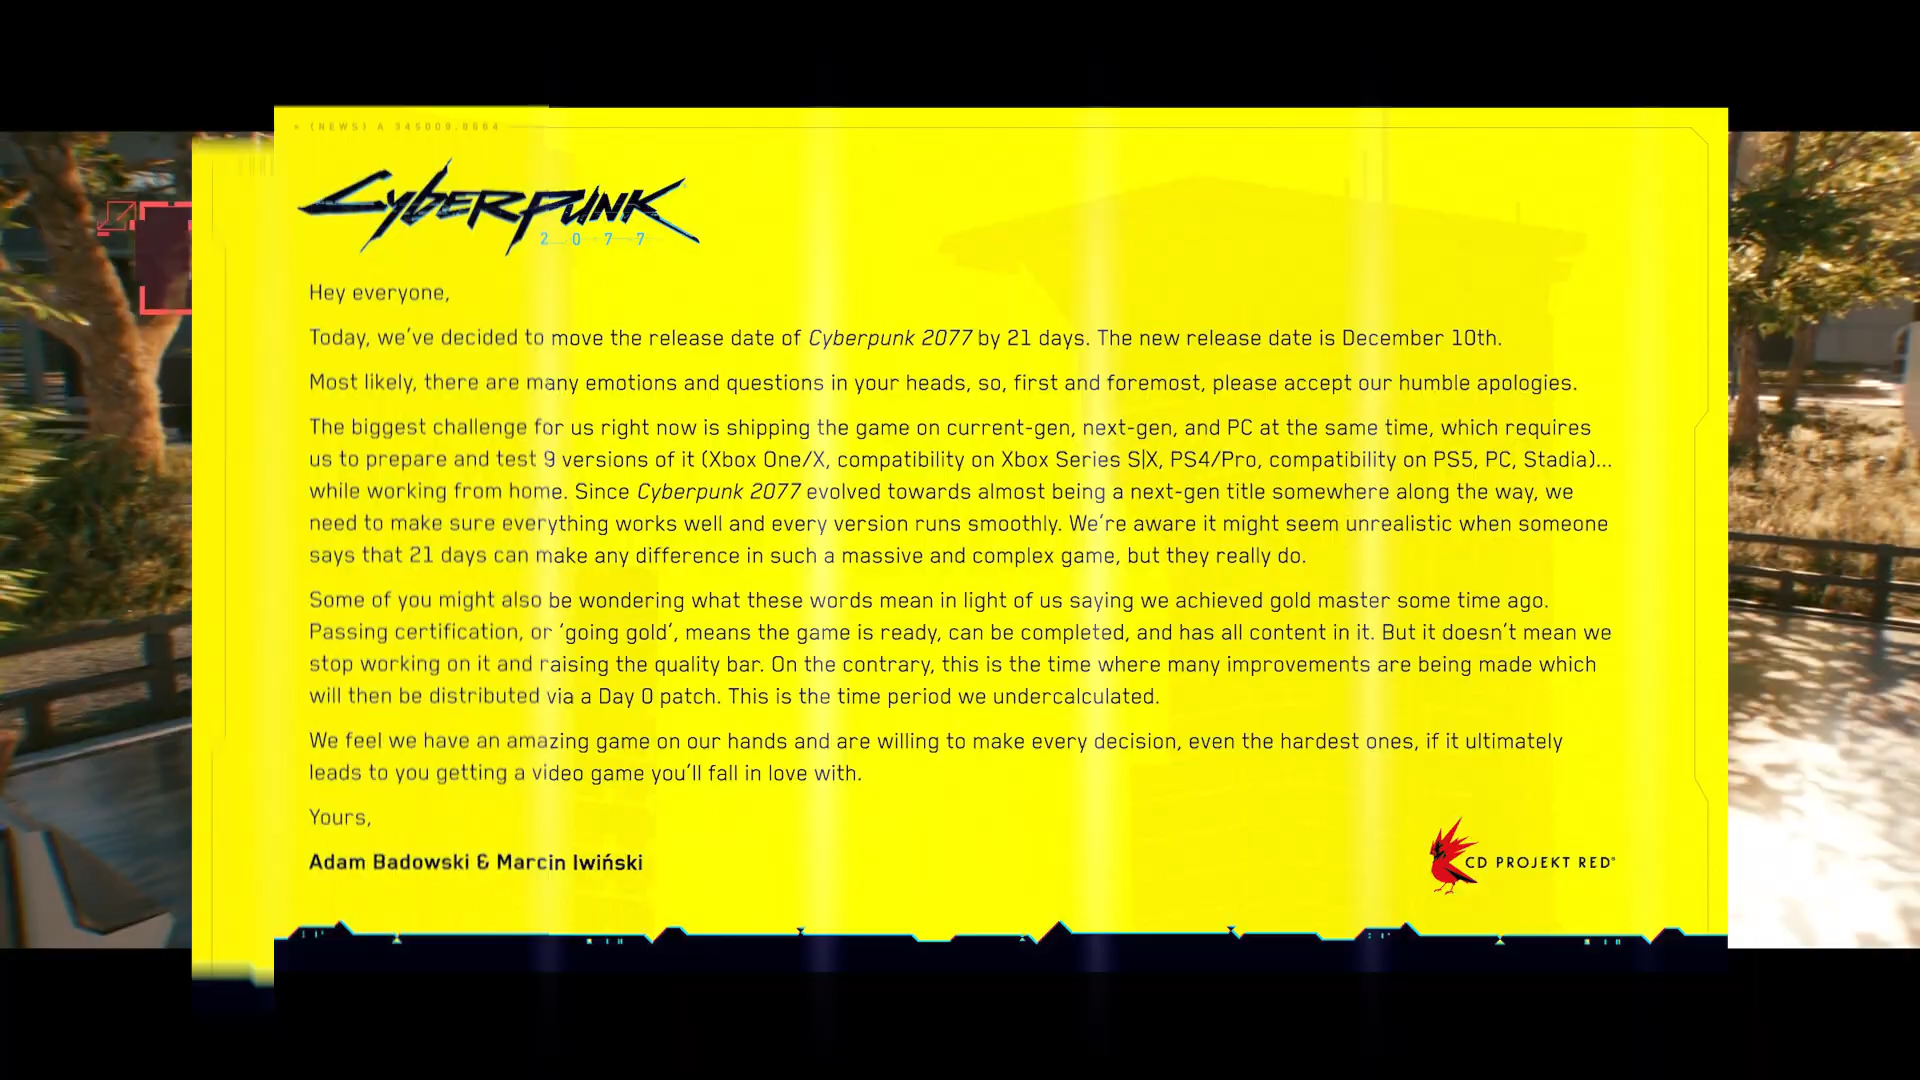 (NEWS) A 345009.8664
CYBERPUNK
2077
Hey everyone,
Today, we've decided to move the release date of Cyberpunk 2077 by 21 days. The new release date is December 10th.
Most likely, there are many emotions and questions in your heads, so, first and foremost, please accept our humble apologies.
The biggest challenge for us right now is shipping the game on current-gen, next-gen, and PC at the same time, which requires
us to prepare and test 9 versions of it (Xbox One/X, compatibility on Xbox Series S|X, PS4/Pro, compatibility on PS5, PC, Stadia)...
while working from home. Since Cyberpunk 2077 evolved towards almost being a next-gen title somewhere along the way, we
need to make sure everything works well and every version runs smoothly. We're aware it might seem unrealistic when someone
says that 21 days can make any difference in such a massive and complex game, but they really do.
Some of you might also be wondering what these words mean in light of us saying we achieved gold master some time ago.
Passing certification, or 'going gold', means the game is ready, can be completed, and has all content in it. But it doesn't mean we
stop working on it and raising the quality bar. On the contrary, this is the time where many improvements are being made which
will then be distributed via a Day 0 patch. This is the time period we undercalculated.
We feel we have an amazing game on our hands and are willing to make every decision, even the hardest ones, if it ultimately
leads to you getting a video game you'll fall in love with.
Yours,
Adam Badowski & Marcin Iwiński
CD PROJEKT RED®